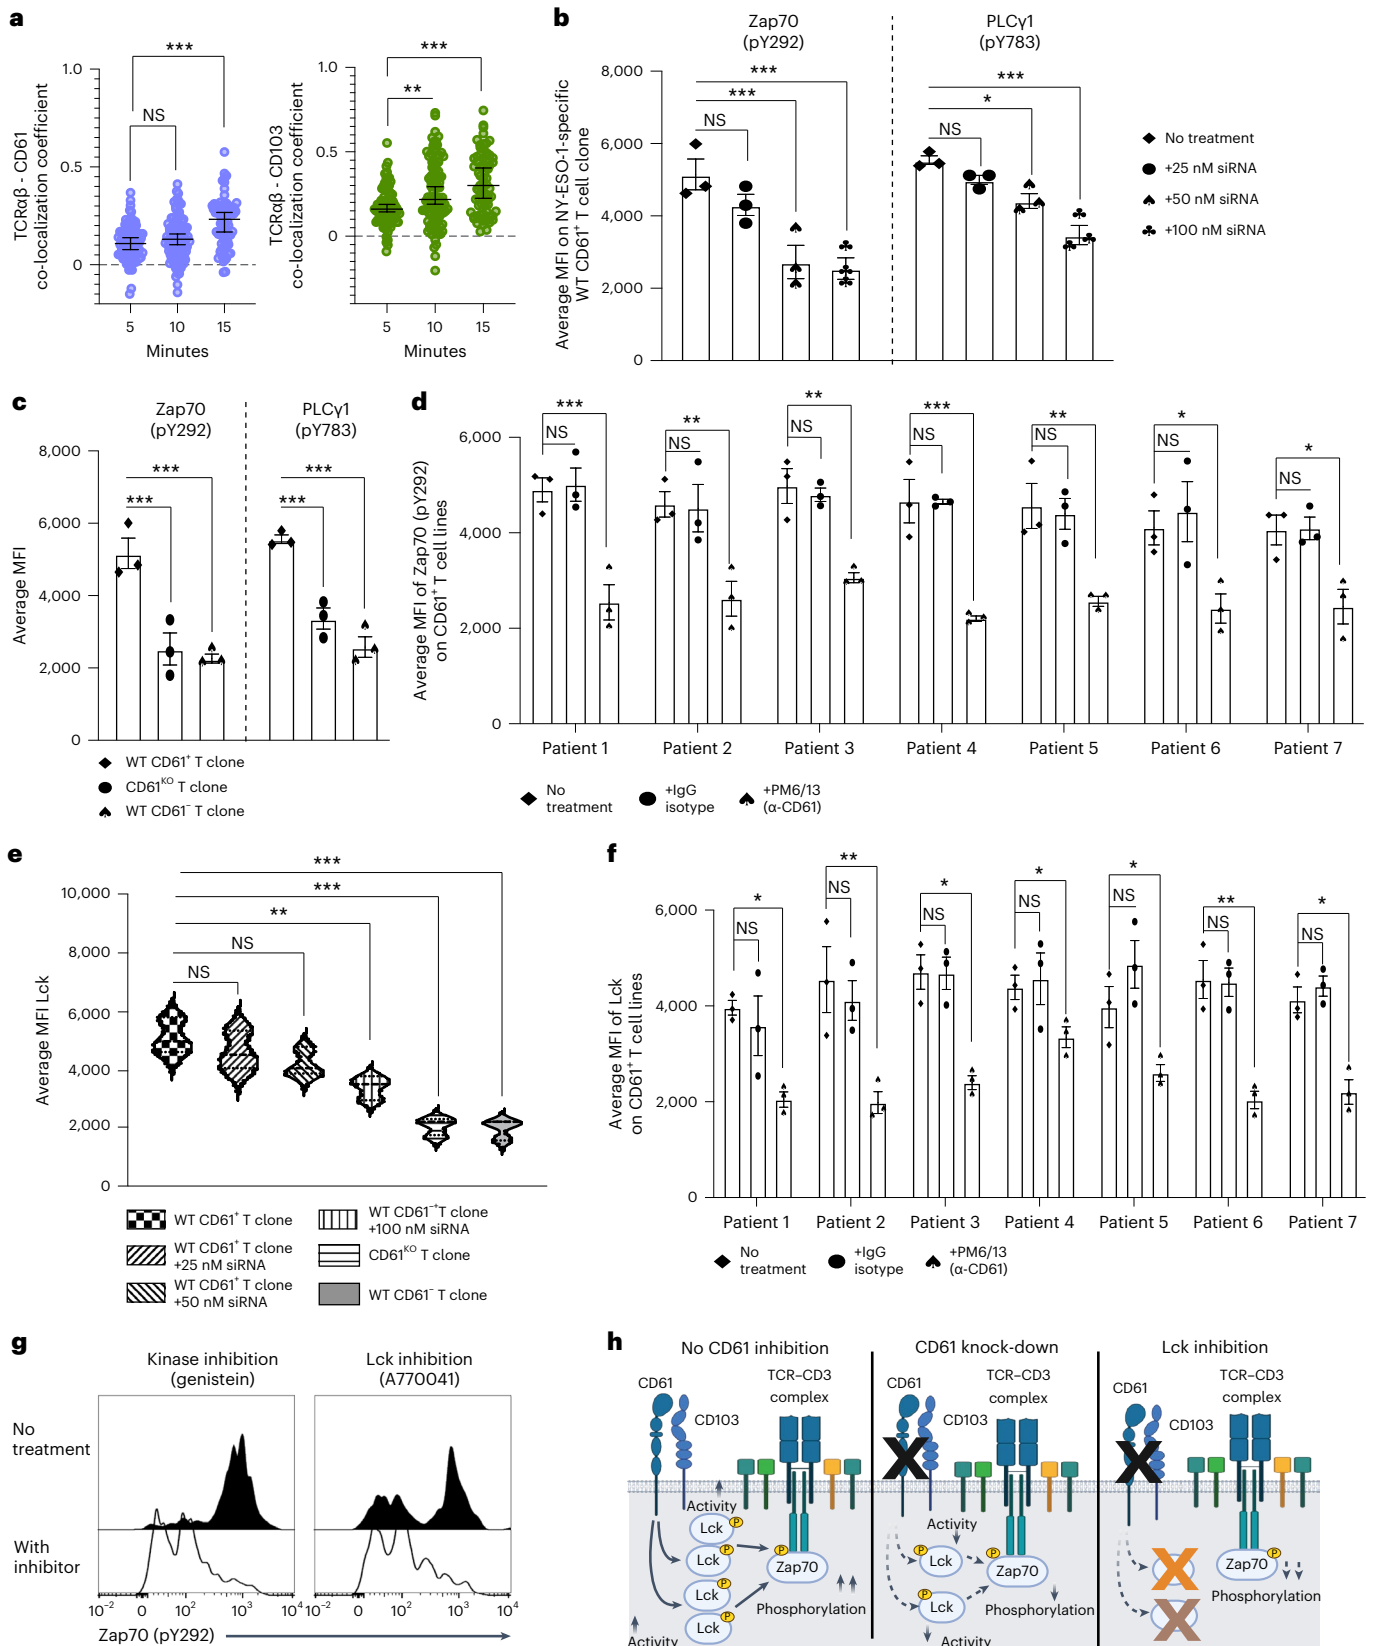 a
TCRαβ - CD61
co-localization coefficient
1.0
0.5
0
***
NS
5 10 15
Minutes
TCRαβ - CD103
co-localization coefficient
1.0
0.5
0
***
**
5 10 15
Minutes
b
Zap70
(pY292)
PLCγ1
(pY783)
Average MFI on NY-ESO-1-specific
WT CD61+ T cell clone
8,000
6,000
4,000
2,000
0
***
***
NS
***
*
NS
No treatment
+25 nM siRNA
+50 nM siRNA
+100 nM siRNA
c
Zap70
(pY292)
PLCγ1
(pY783)
Average MFI
8,000
6,000
4,000
2,000
0
***
***
***
***
WT CD61+ T clone
CD61KO T clone
WT CD61− T clone
d
Average MFI of Zap70 (pY292)
on CD61+ T cell lines
6,000
4,000
2,000
0
*** ** ** *** ** * *
NS NS NS NS NS NS NS
Patient 1 Patient 2 Patient 3 Patient 4 Patient 5 Patient 6 Patient 7
No treatment
+IgG isotype
+PM6/13 (α-CD61)
e
Average MFI Lck
10,000
8,000
6,000
4,000
2,000
0
***
***
**
NS
NS
WT CD61+ T clone
WT CD61+ T clone
+25 nM siRNA
WT CD61+ T clone
+50 nM siRNA
WT CD61−+T clone
+100 nM siRNA
CD61KO T clone
WT CD61− T clone
f
Average MFI of Lck
on CD61+ T cell lines
6,000
4,000
2,000
0
* ** * * * ** *
NS NS NS NS NS NS NS
Patient 1 Patient 2 Patient 3 Patient 4 Patient 5 Patient 6 Patient 7
No treatment
+IgG isotype
+PM6/13 (α-CD61)
g
Kinase inhibition
(genistein)
Lck inhibition
(A770041)
No
treatment
With
inhibitor
10−2 0 102 103 104
10−2 0 102 103 104
Zap70 (pY292)
h
No CD61 inhibition
CD61
CD103
TCR–CD3
complex
Activity
Lck P
Lck P
Lck P
Lck P
P
Zap70
Phosphorylation
Activity
CD61 knock-down
CD61
CD103
TCR–CD3
complex
Activity
P Lck
P
Zap70
P
Lck
Phosphorylation
Activity
Lck inhibition
CD61
CD103
TCR–CD3
complex
Zap70 P
Phosphorylation